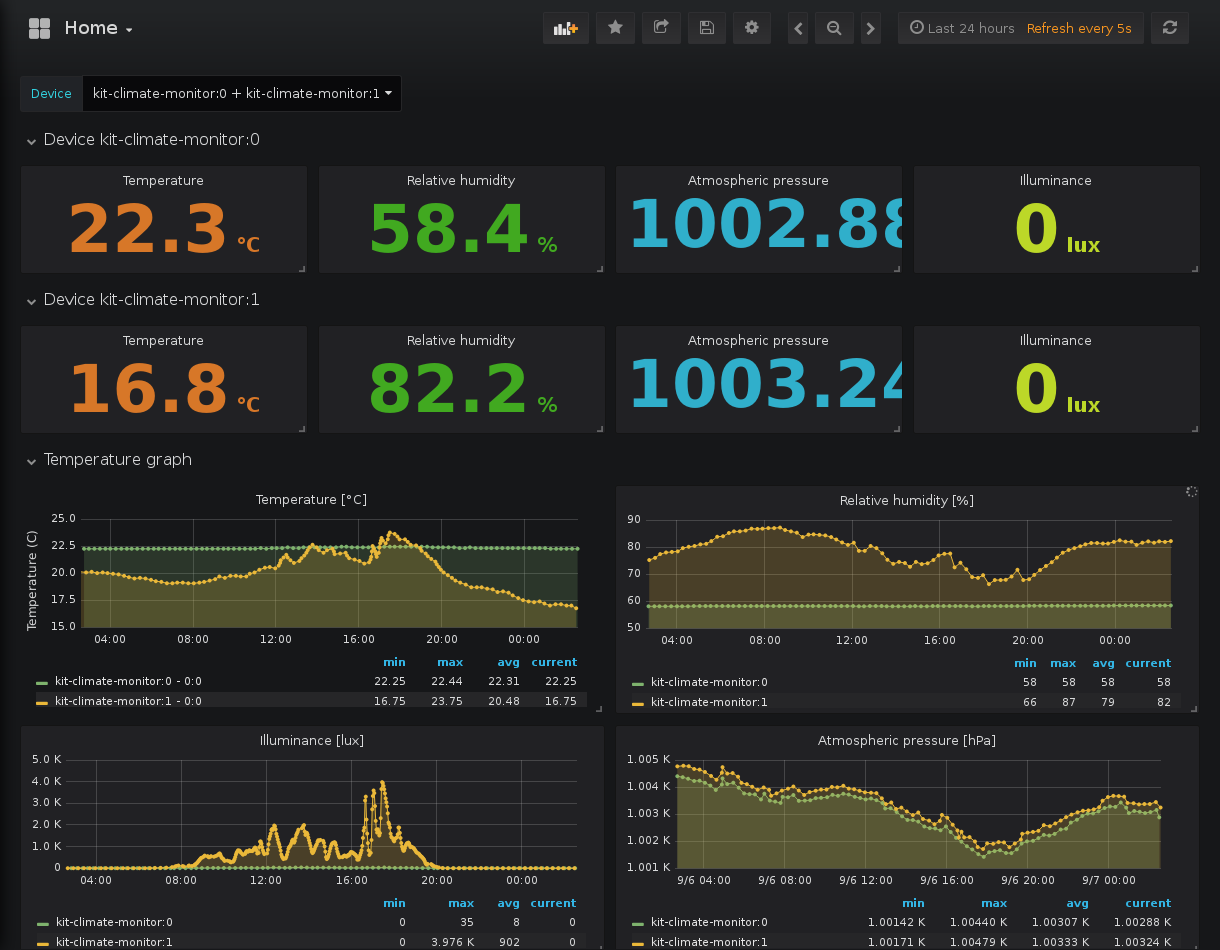 Home
Last 24 hours Refresh every 5s
Device kit-climate-monitor:0 + kit-climate-monitor:1
Device kit-climate-monitor:0
Temperature Relative humidity Atmospheric pressure Illuminance
22.3 °C 58.4 % 1002.88 0 lux
Device kit-climate-monitor:1
Temperature Relative humidity Atmospheric pressure Illuminance
16.8 °C 82.2 % 1003.24 0 lux
Temperature graph
Temperature [°C]
Temperature (C)
25.0
22.5
20.0
17.5
15.0
04:00 08:00 12:00 16:00 20:00 00:00
min max avg current
kit-climate-monitor:0 - 0:0 22.25 22.44 22.31 22.25
kit-climate-monitor:1 - 0:0 16.75 23.75 20.48 16.75
Relative humidity [%]
90
80
70
60
50
04:00 08:00 12:00 16:00 20:00 00:00
min max avg current
kit-climate-monitor:0 58 58 58 58
kit-climate-monitor:1 66 87 79 82
Illuminance [lux]
5.0 K
4.0 K
3.0 K
2.0 K
1.0 K
0
04:00 08:00 12:00 16:00 20:00 00:00
min max avg current
kit-climate-monitor:0 0 35 8 0
kit-climate-monitor:1 0 3.976 K 902 0
Atmospheric pressure [hPa]
1.005 K
1.004 K
1.003 K
1.002 K
1.001 K
9/6 04:00 9/6 08:00 9/6 12:00 9/6 16:00 9/6 20:00 9/7 00:00
min max avg current
kit-climate-monitor:0 1.00142 K 1.00440 K 1.00307 K 1.00288 K
kit-climate-monitor:1 1.00171 K 1.00479 K 1.00333 K 1.00324 K